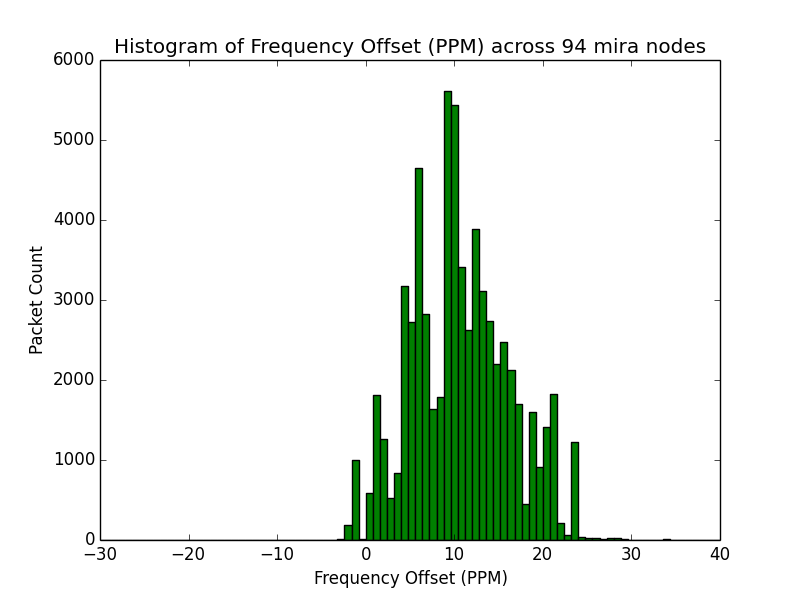 Histogram of Frequency Offset (PPM) across 94 mira nodes
6000
5000
4000
3000
2000
1000
0
Packet Count
−30 −20 −10 0 10 20 30 40
Frequency Offset (PPM)